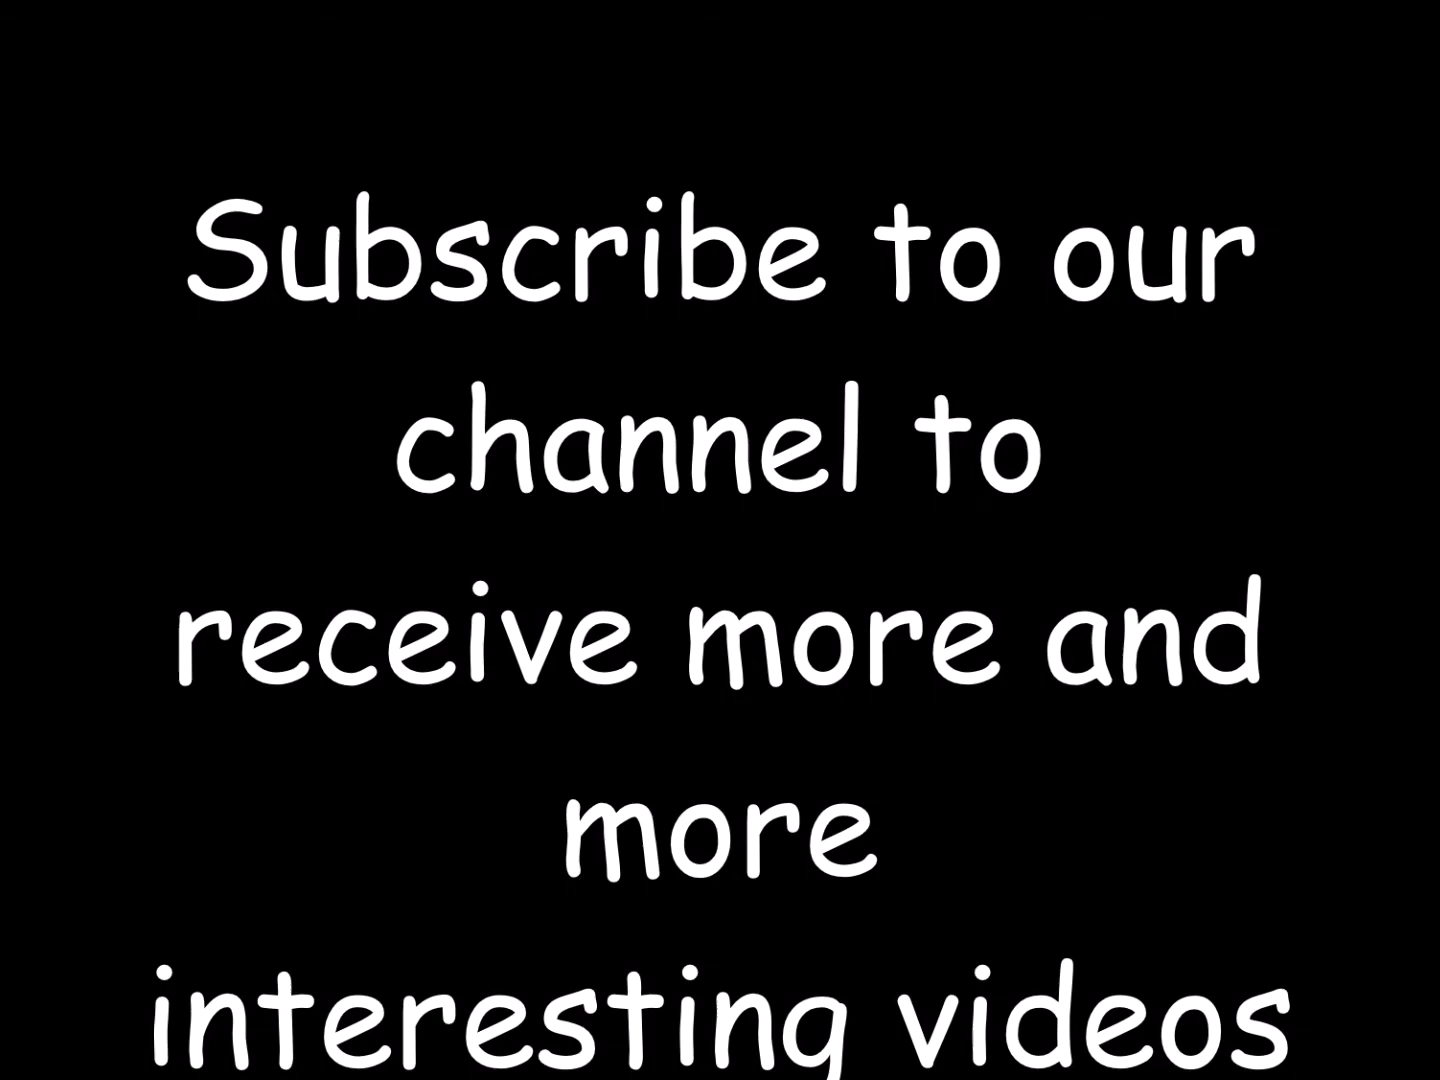 Subscribe to our
channel to
receive more and
more
interesting videos